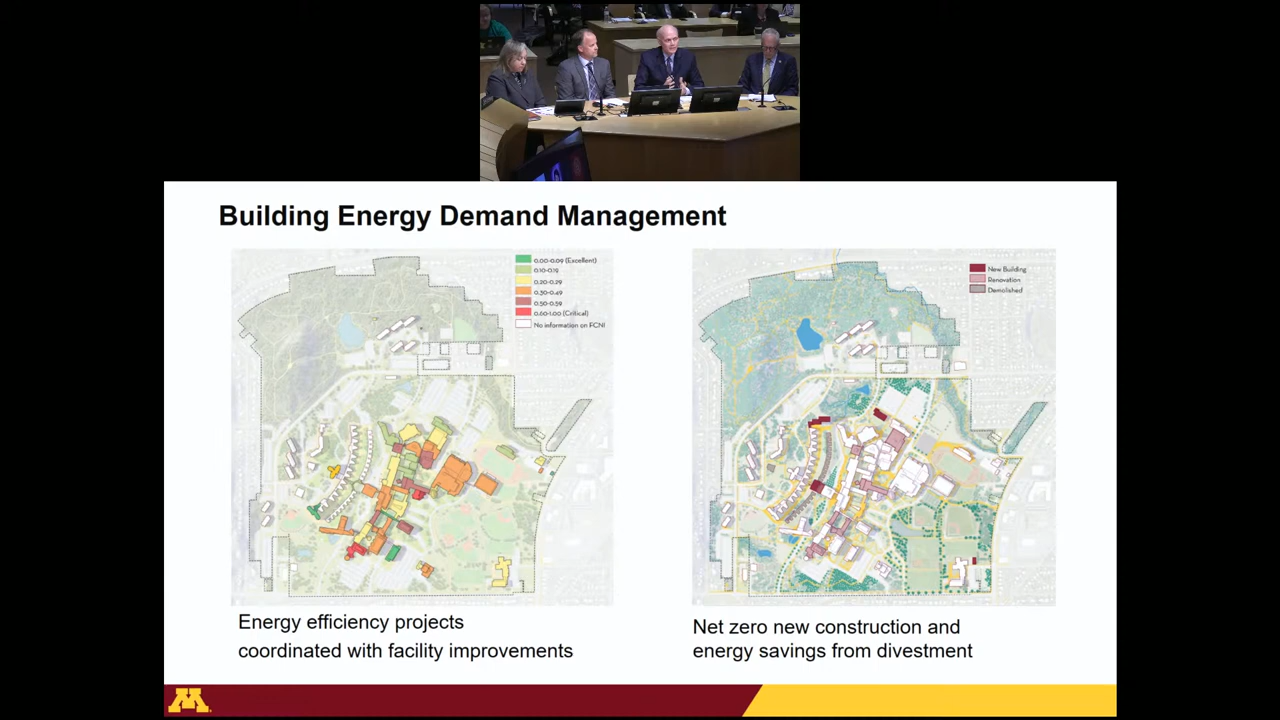 Building Energy Demand Management
0.00-0.09 (Excellent)
0.10-0.19
0.20-0.29
0.30-0.49
0.50-0.59
0.60-1.00 (Critical)
No information on FCNI
New Building
Renovation
Demolished
Energy efficiency projects
coordinated with facility improvements
Net zero new construction and
energy savings from divestment
M